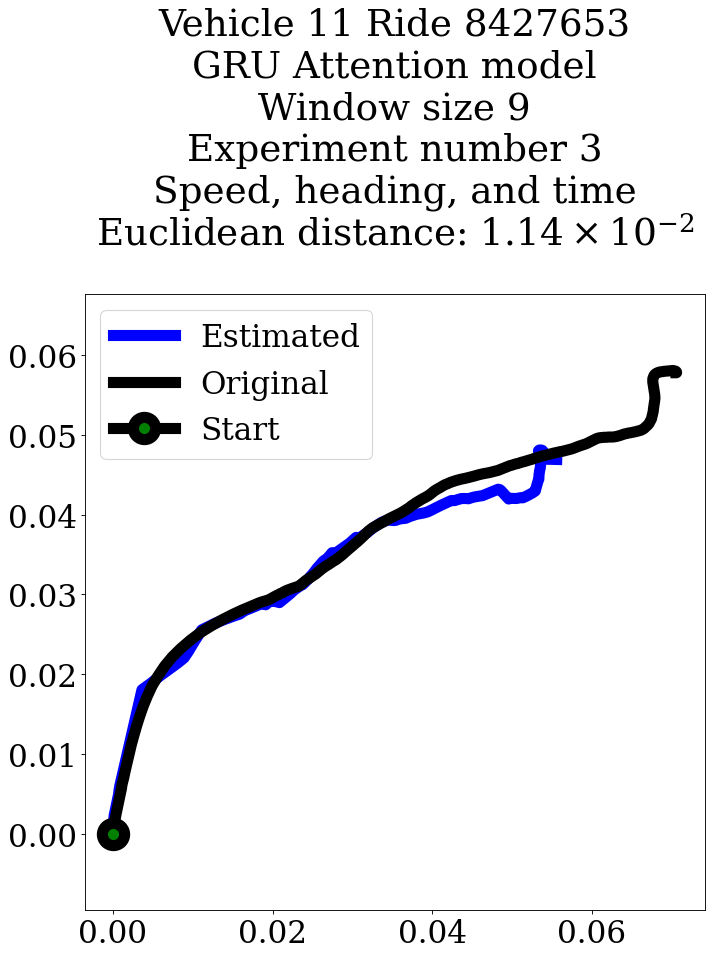 Vehicle 11 Ride 8427653
GRU Attention model
Window size 9
Experiment number 3
Speed, heading, and time
Euclidean distance: 1.14 × 10⁻²
Estimated
Original
Start
0.06
0.05
0.04
0.03
0.02
0.01
0.00
0.00 0.02 0.04 0.06